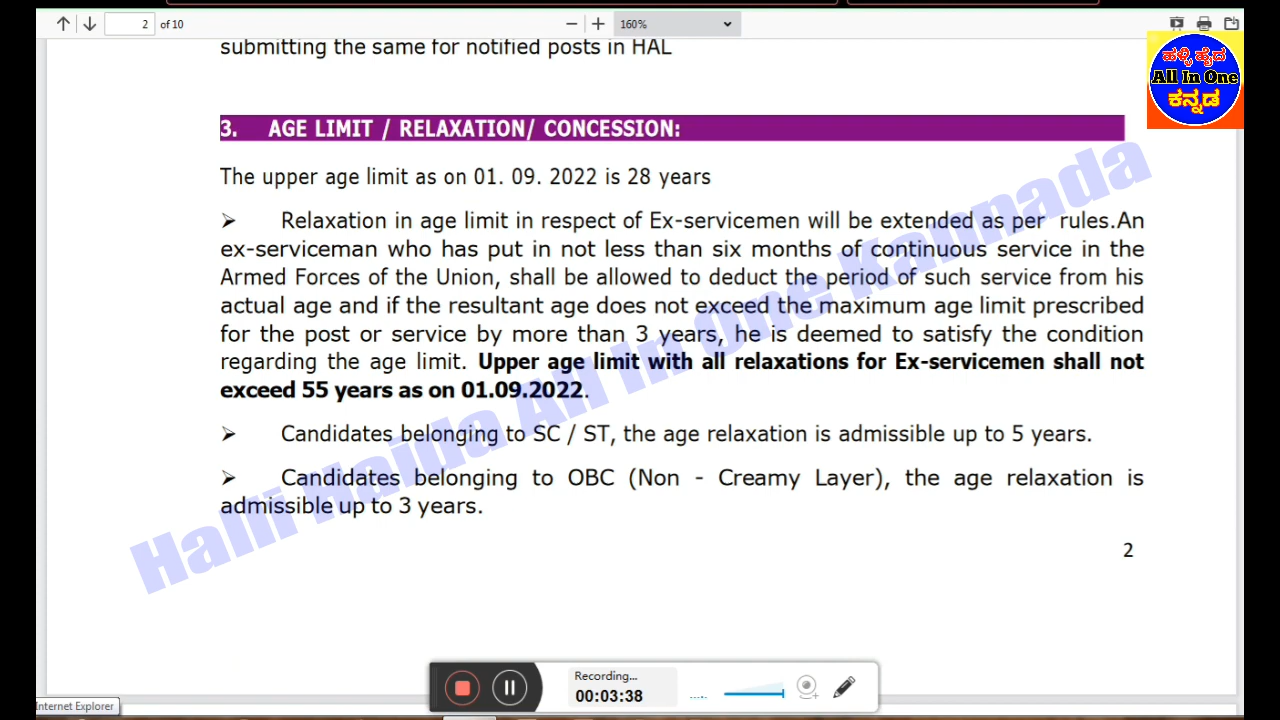 2 of 10
160%
submitting the same for notified posts in HAL
ಹಳ್ಳಿ ಹೈದ
All In One
ಕನ್ನಡ
3. AGE LIMIT / RELAXATION/ CONCESSION:
The upper age limit as on 01. 09. 2022 is 28 years
➢ Relaxation in age limit in respect of Ex-servicemen will be extended as per rules.An
ex-serviceman who has put in not less than six months of continuous service in the
Armed Forces of the Union, shall be allowed to deduct the period of such service from his
actual age and if the resultant age does not exceed the maximum age limit prescribed
for the post or service by more than 3 years, he is deemed to satisfy the condition
regarding the age limit. Upper age limit with all relaxations for Ex-servicemen shall not
exceed 55 years as on 01.09.2022.
➢ Candidates belonging to SC / ST, the age relaxation is admissible up to 5 years.
➢ Candidates belonging to OBC (Non - Creamy Layer), the age relaxation is
admissible up to 3 years.
Halli Haida All In One Kannada
2
Recording...
00:03:38
Internet Explorer